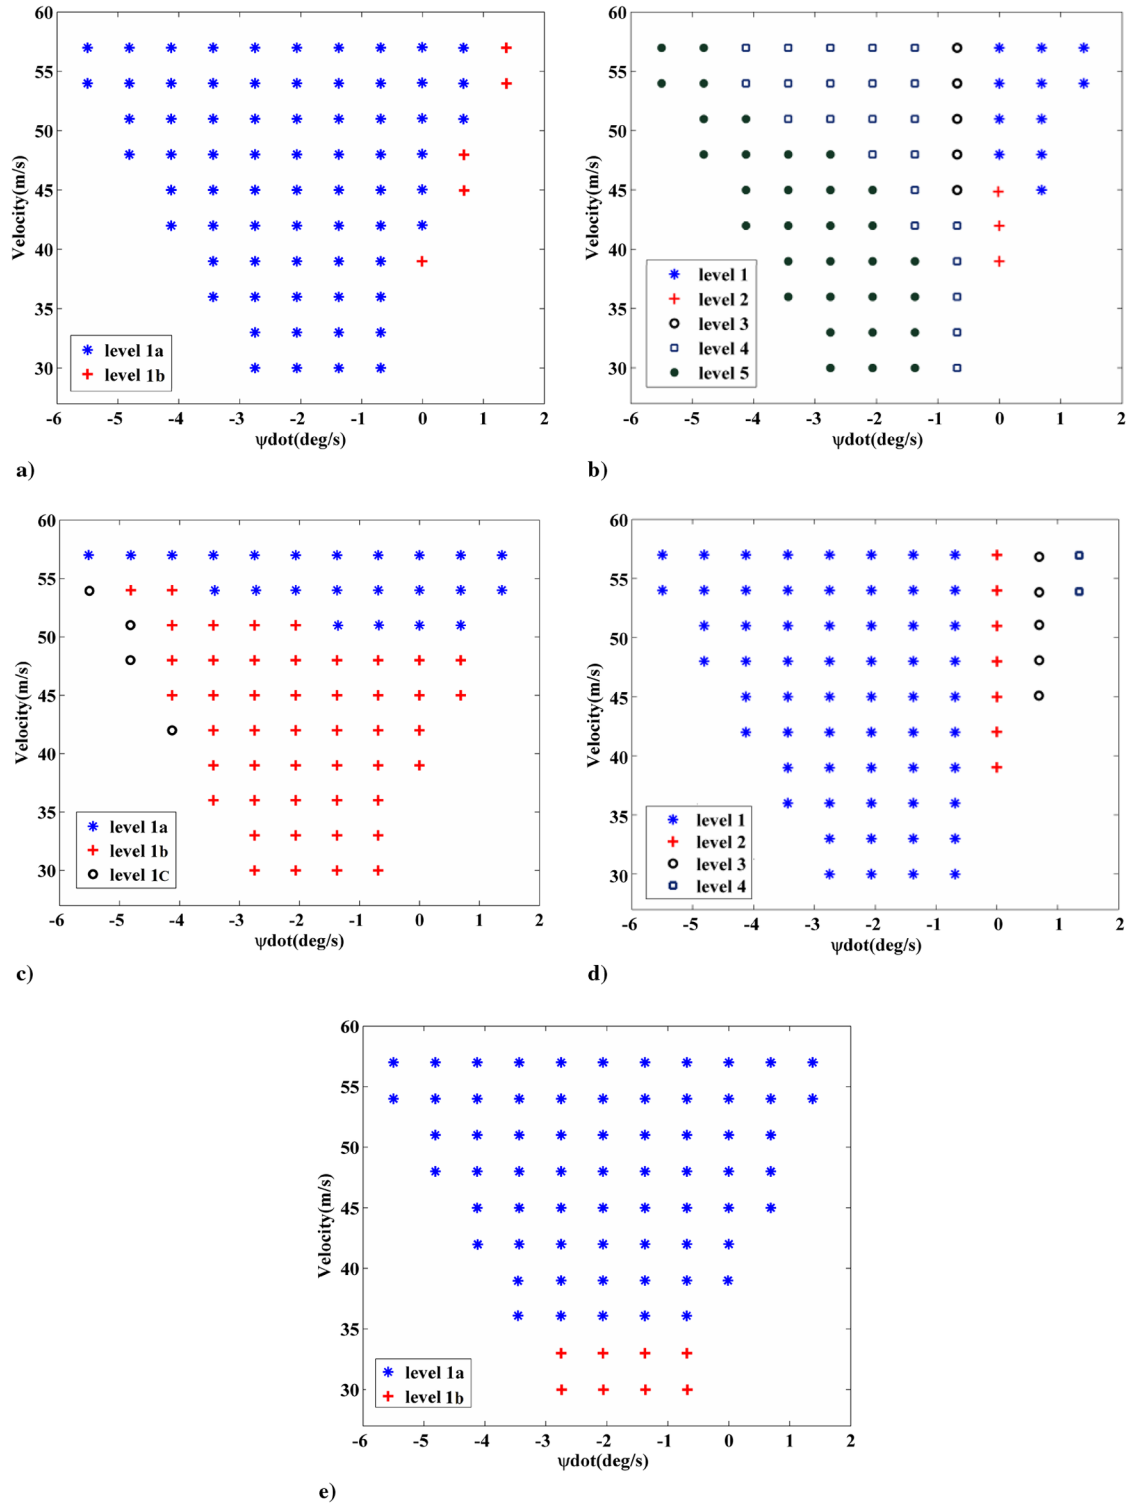 60
55
50
45
40
35
30
Velocity(m/s)
level 1a
level 1b
-6 -5 -4 -3 -2 -1 0 1 2
ψdot(deg/s)
a)
60
55
50
45
40
35
30
Velocity(m/s)
level 1
level 2
level 3
level 4
level 5
-6 -5 -4 -3 -2 -1 0 1 2
ψdot(deg/s)
b)
60
55
50
45
40
35
30
Velocity(m/s)
level 1a
level 1b
level 1C
-6 -5 -4 -3 -2 -1 0 1 2
ψdot(deg/s)
c)
60
55
50
45
40
35
30
Velocity(m/s)
level 1
level 2
level 3
level 4
-6 -5 -4 -3 -2 -1 0 1 2
ψdot(deg/s)
d)
60
55
50
45
40
35
30
Velocity(m/s)
level 1a
level 1b
-6 -5 -4 -3 -2 -1 0 1 2
ψdot(deg/s)
e)